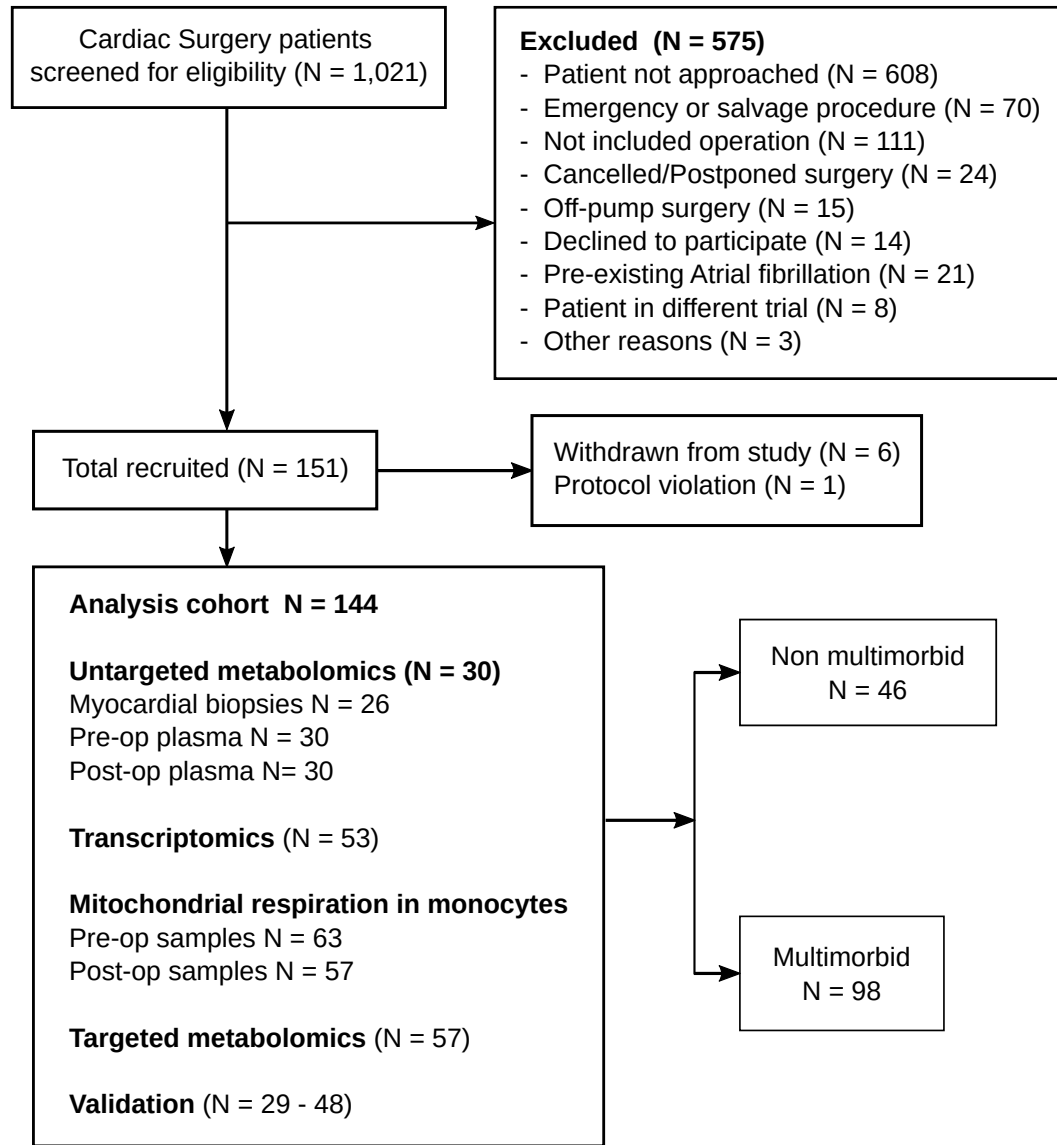 Cardiac Surgery patients
screened for eligibility (N = 1,021)
Excluded (N = 575)
- Patient not approached (N = 608)
- Emergency or salvage procedure (N = 70)
- Not included operation (N = 111)
- Cancelled/Postponed surgery (N = 24)
- Off-pump surgery (N = 15)
- Declined to participate (N = 14)
- Pre-existing Atrial fibrillation (N = 21)
- Patient in different trial (N = 8)
- Other reasons (N = 3)
Total recruited (N = 151)
Withdrawn from study (N = 6)
Protocol violation (N = 1)
Analysis cohort N = 144
Untargeted metabolomics (N = 30)
Myocardial biopsies N = 26
Pre-op plasma N = 30
Post-op plasma N= 30
Transcriptomics (N = 53)
Mitochondrial respiration in monocytes
Pre-op samples N = 63
Post-op samples N = 57
Targeted metabolomics (N = 57)
Validation (N = 29 - 48)
Non multimorbid
N = 46
Multimorbid
N = 98